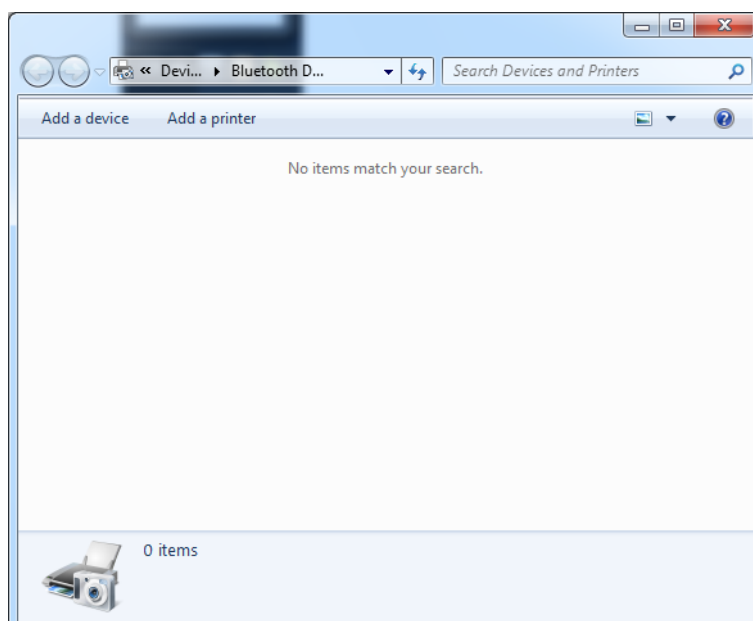 « Devi... ▸ Bluetooth D... Search Devices and Printers
Add a device Add a printer
No items match your search.
0 items